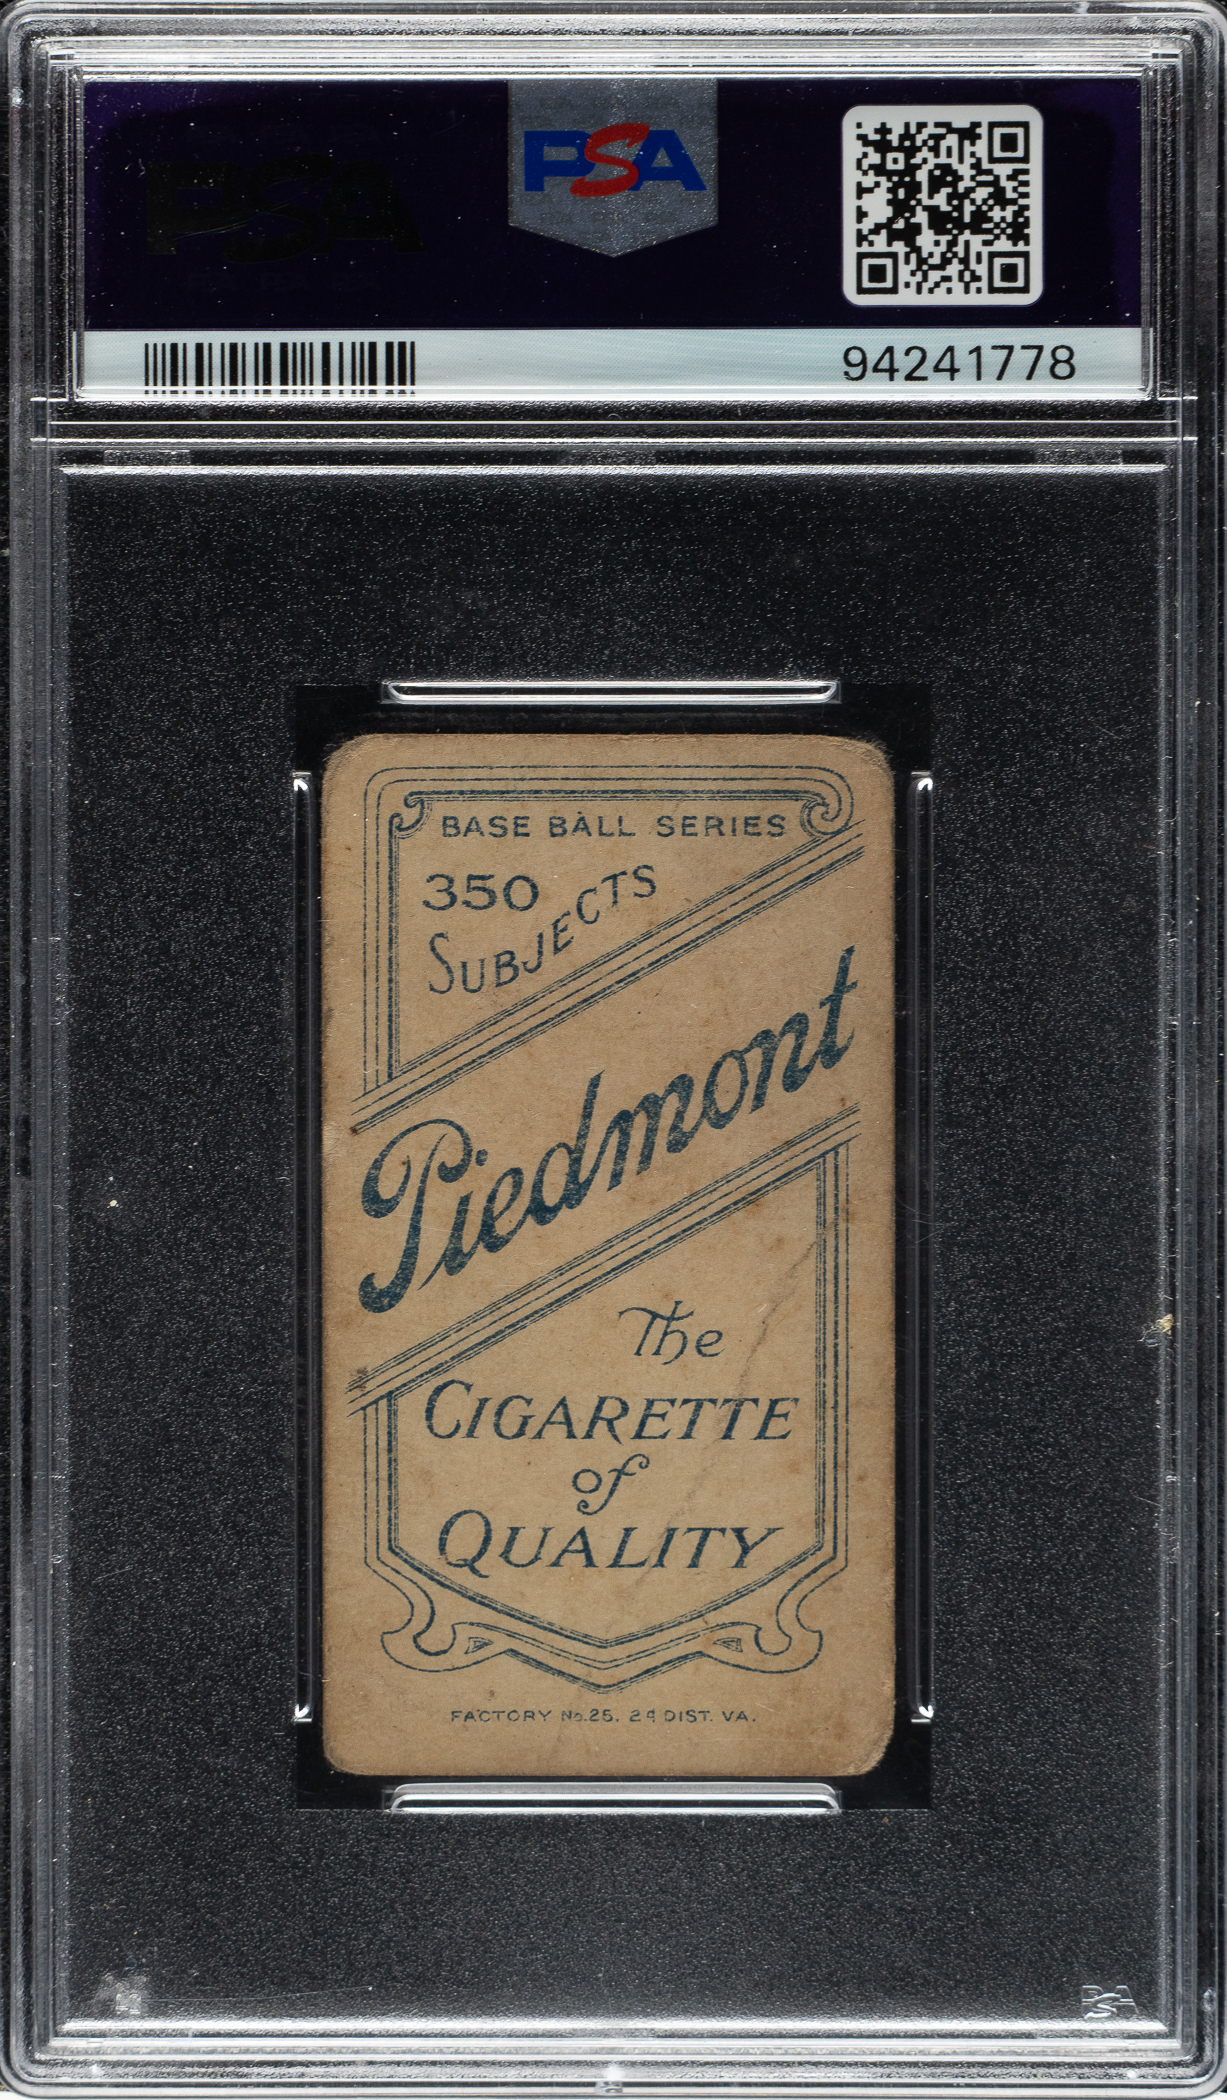 PSA
94241778
BASE BALL SERIES
350
SUBJECTS
Piedmont
The
CIGARETTE
of
QUALITY
FACTORY No. 25, 2d DIST. VA.
PSA